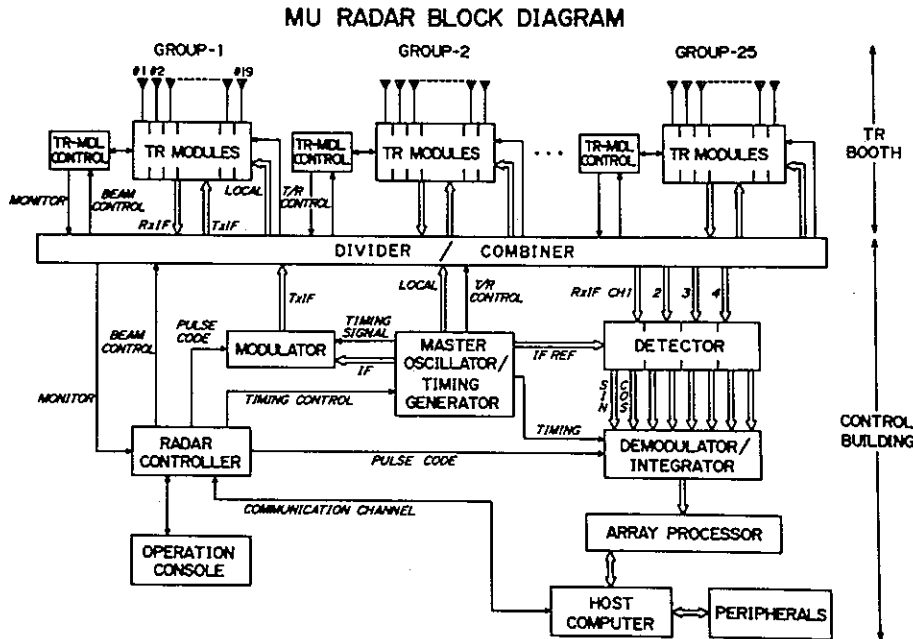 MU RADAR BLOCK DIAGRAM
GROUP-1
GROUP-2
GROUP-25
#1 #2 #19
TR-MDL
CONTROL
TR MODULES
TR-MDL
CONTROL
TR MODULES
...
TR-MDL
CONTROL
TR MODULES
TR
BOOTH
MONITOR
BEAM
CONTROL
RxIF
TxIF
LOCAL
T/R
CONTROL
DIVIDER / COMBINER
BEAM
CONTROL
PULSE
CODE
TxIF
TIMING
SIGNAL
LOCAL
T/R
CONTROL
RxIF CH1 2 3 4
MODULATOR
IF
MASTER
OSCILLATOR/
TIMING
GENERATOR
IF REF
DETECTOR
SIN
COS
MONITOR
TIMING CONTROL
TIMING
CONTROL
BUILDING
RADAR
CONTROLLER
PULSE CODE
DEMODULATOR/
INTEGRATOR
COMMUNICATION CHANNEL
ARRAY PROCESSOR
OPERATION
CONSOLE
HOST
COMPUTER
PERIPHERALS